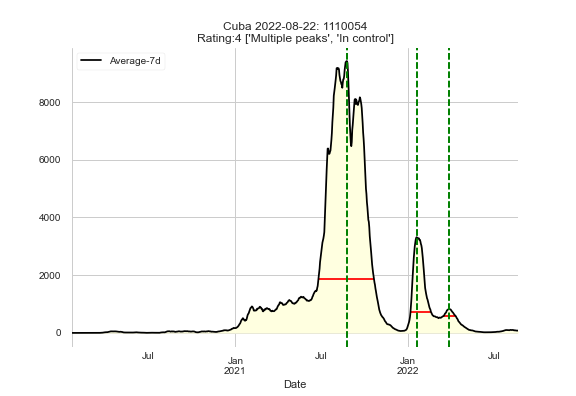 Cuba 2022-08-22: 1110054
Rating:4 ['Multiple peaks', 'In control']
Average-7d
8000
6000
4000
2000
0
Jul
Jan
2021
Jul
Jan
2022
Jul
Date